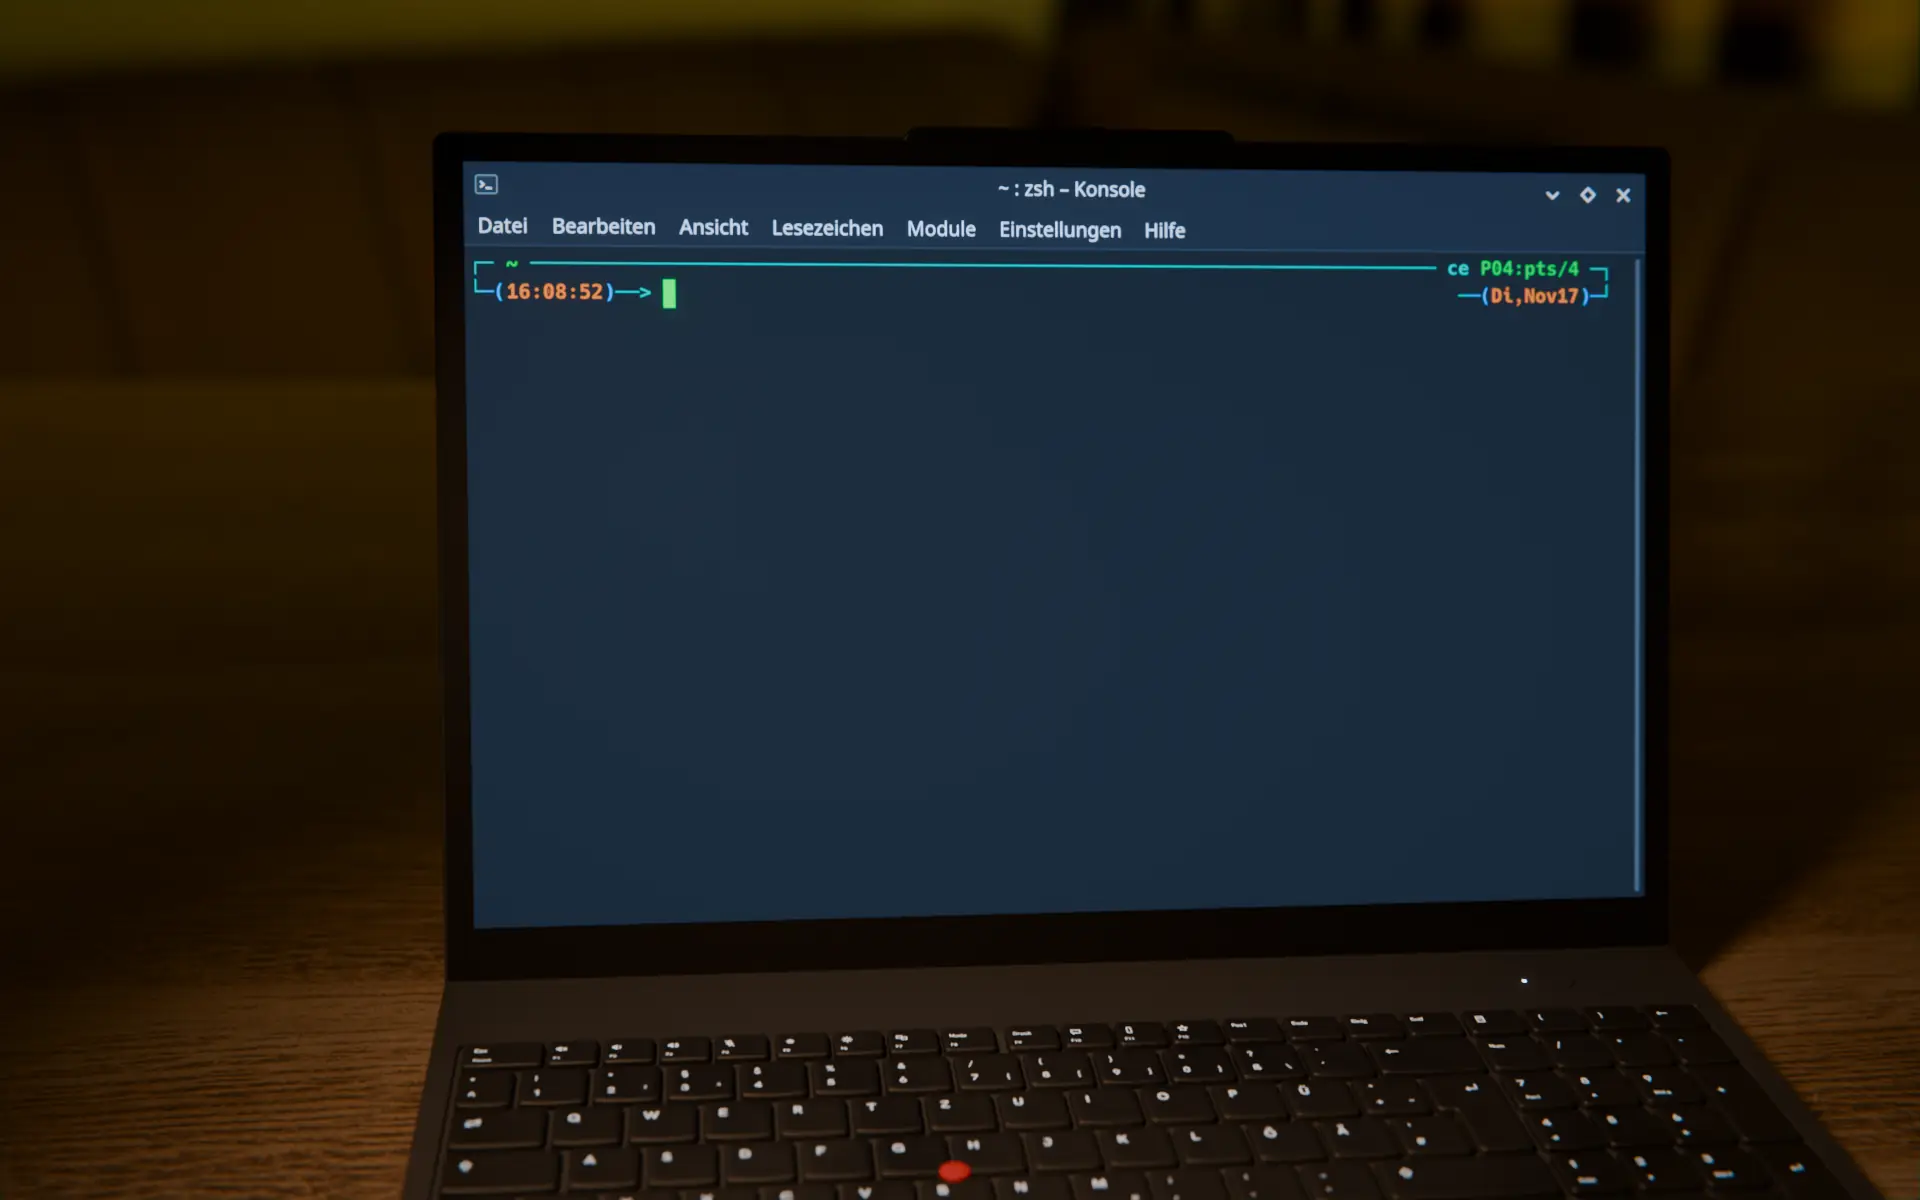 ~ : zsh – Konsole
Datei Bearbeiten Ansicht Lesezeichen Module Einstellungen Hilfe
~ ce P04:pts/4
(16:08:52)—> —(Di,Nov17)
Q W E R T Z U I O P Ü
A S D F G H J K L Ö Ä
V B N M